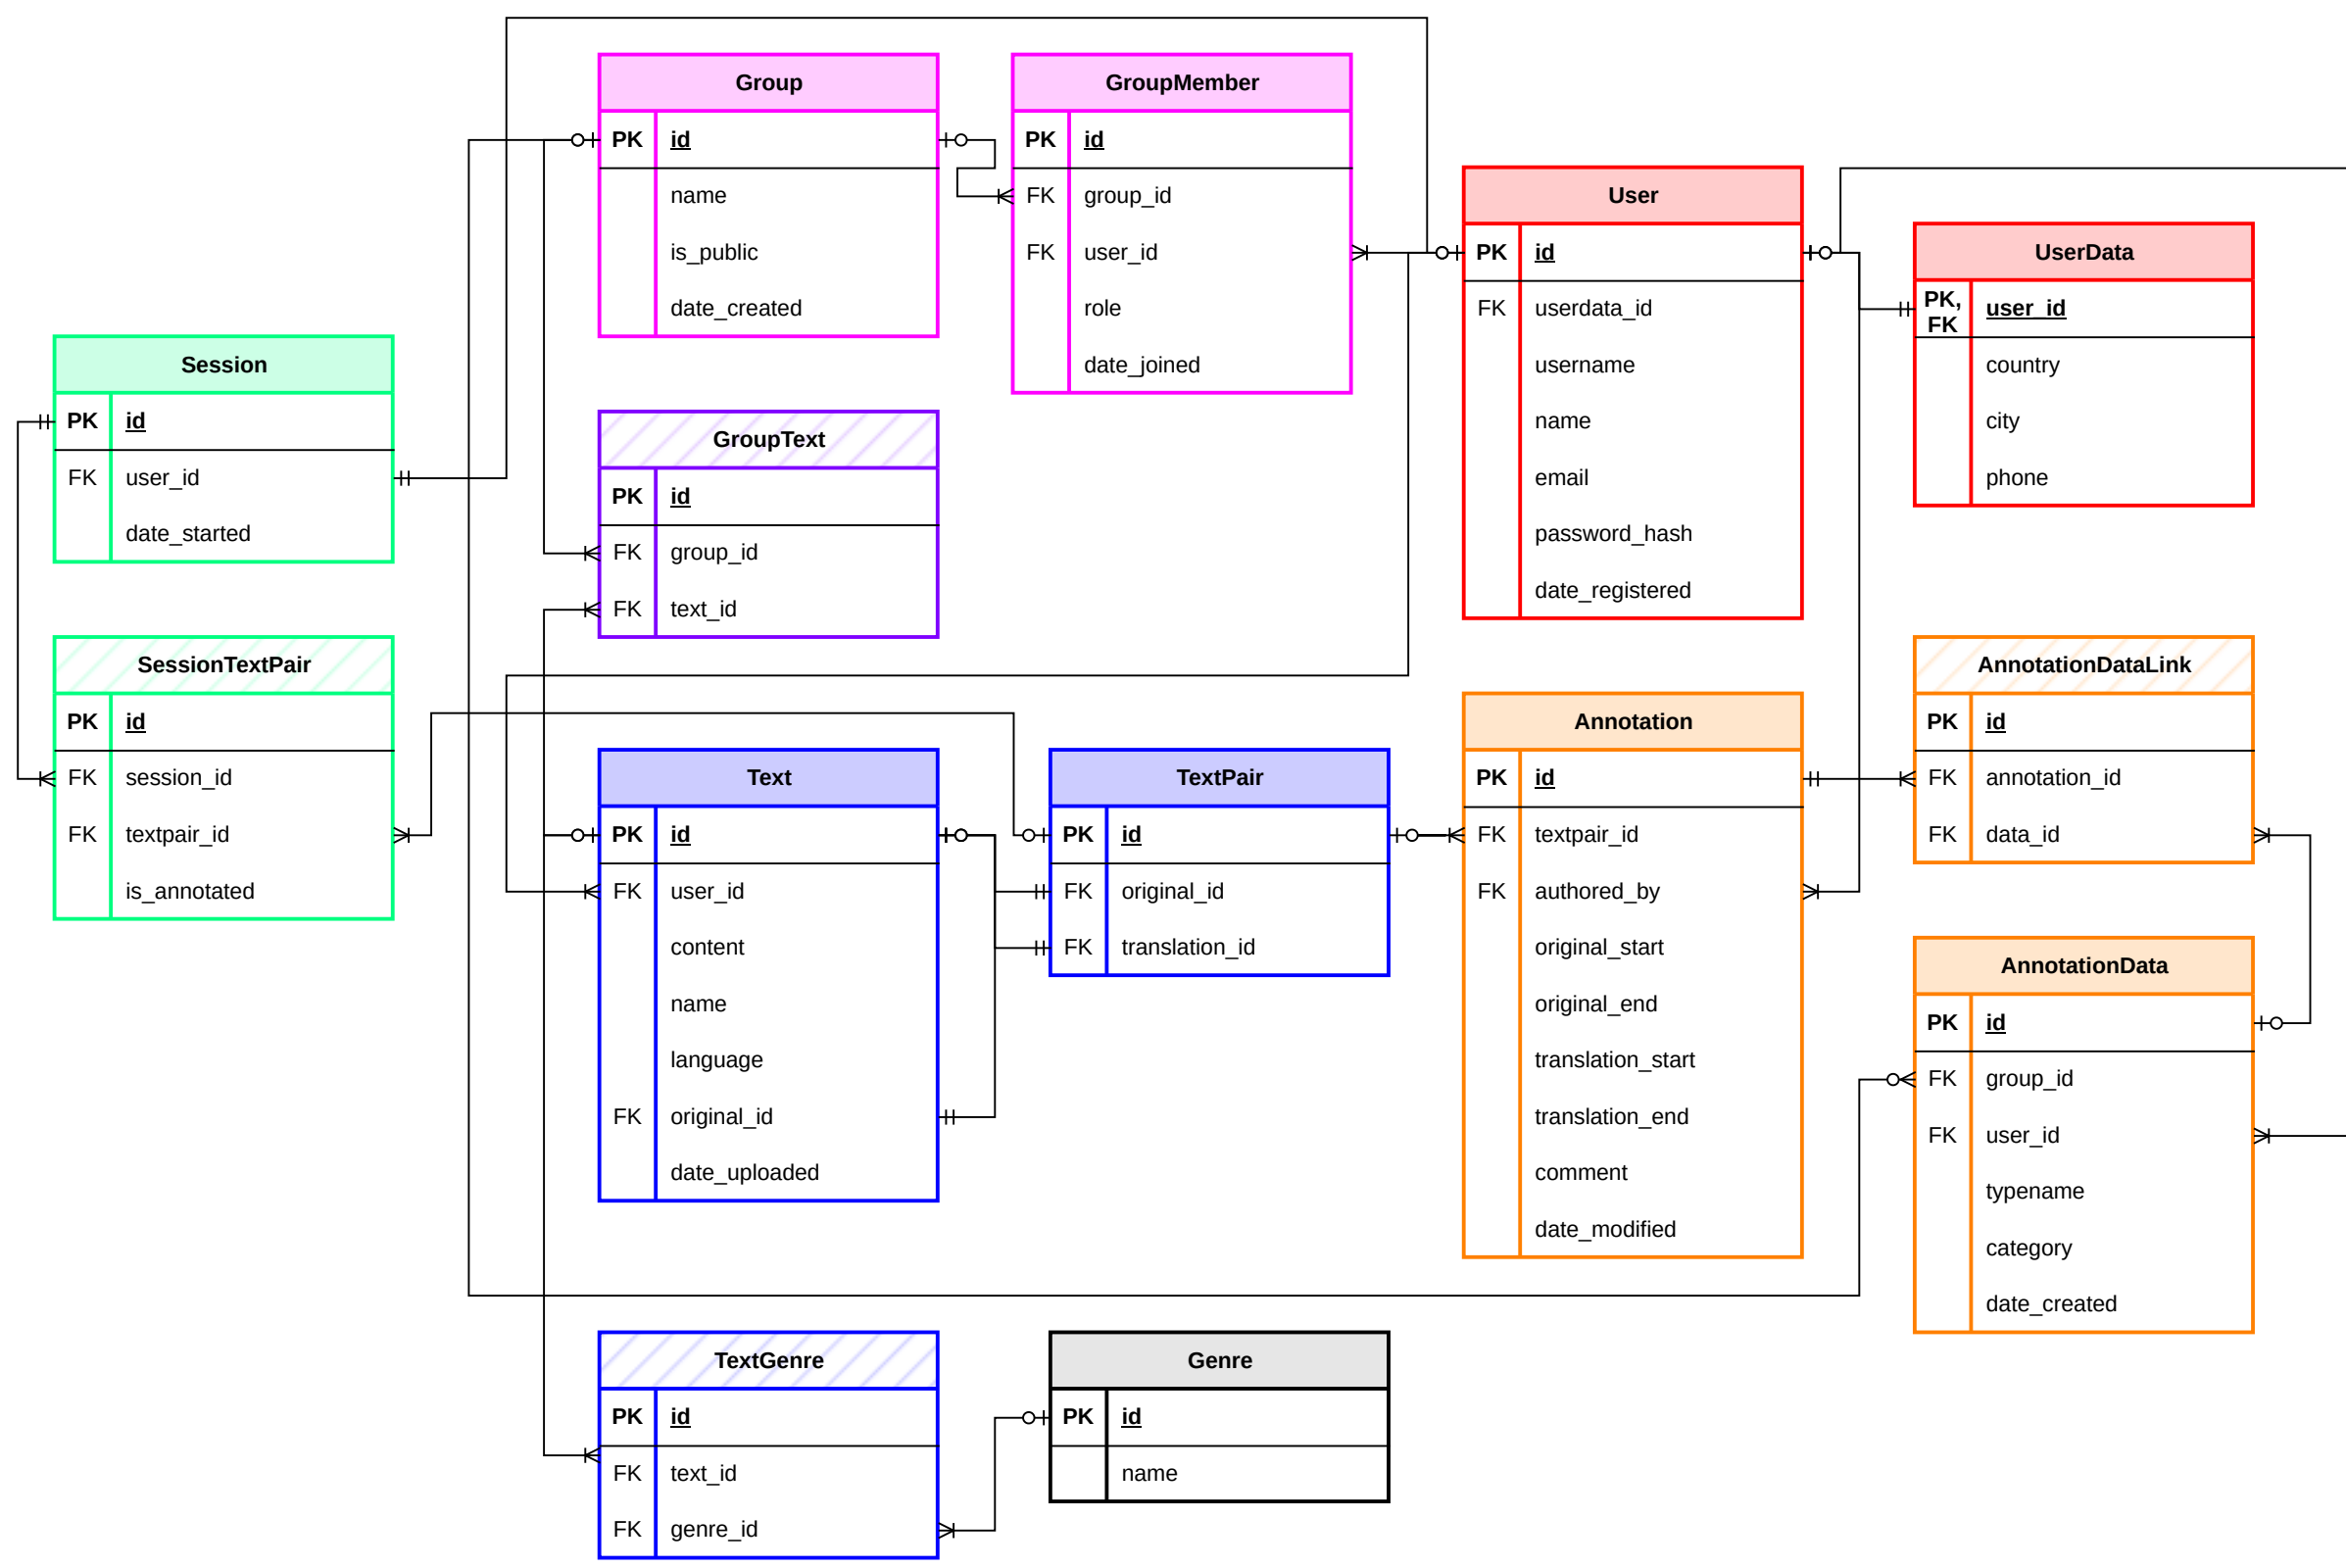 Group
PK id
name
is_public
date_created
GroupMember
PK id
FK group_id
FK user_id
role
date_joined
User
PK id
FK userdata_id
username
name
email
password_hash
date_registered
UserData
PK,
FK user_id
country
city
phone
Session
PK id
FK user_id
date_started
GroupText
PK id
FK group_id
FK text_id
SessionTextPair
PK id
FK session_id
FK textpair_id
is_annotated
Text
PK id
FK user_id
content
name
language
FK original_id
date_uploaded
TextPair
PK id
FK original_id
FK translation_id
Annotation
PK id
FK textpair_id
FK authored_by
original_start
original_end
translation_start
translation_end
comment
date_modified
AnnotationDataLink
PK id
FK annotation_id
FK data_id
AnnotationData
PK id
FK group_id
FK user_id
typename
category
date_created
TextGenre
PK id
FK text_id
FK genre_id
Genre
PK id
name